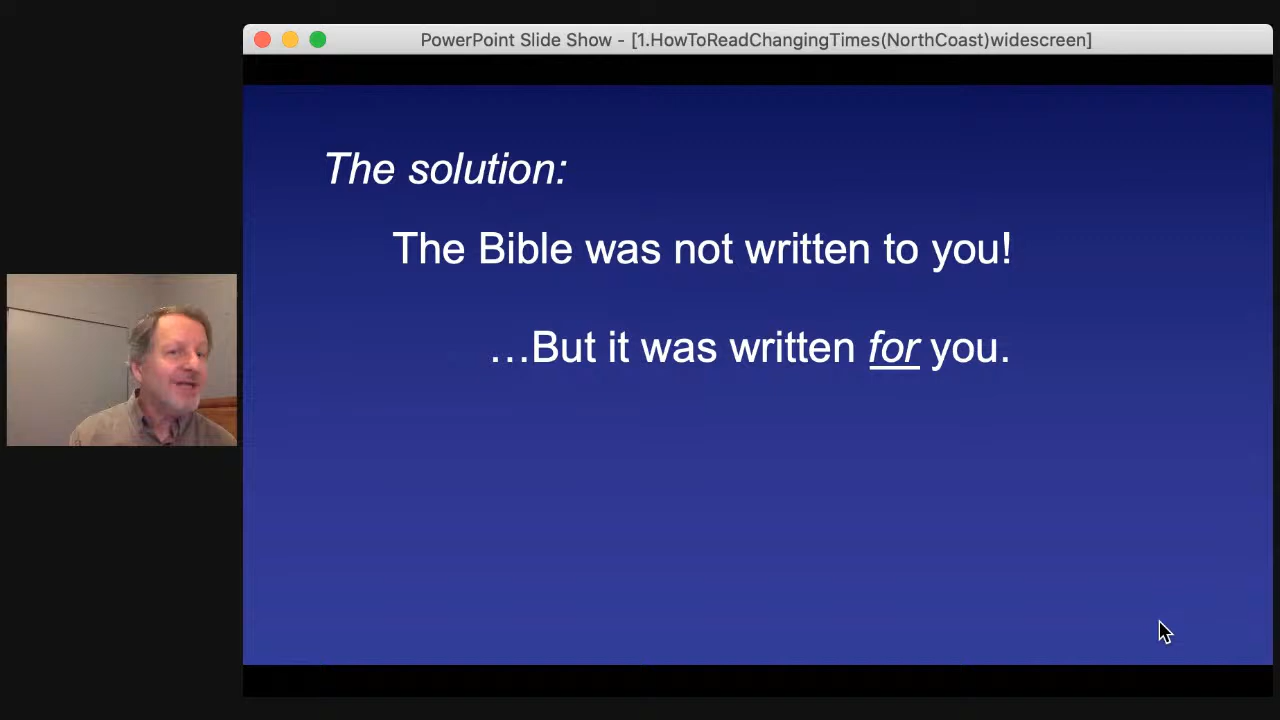 PowerPoint Slide Show - [1.HowToReadChangingTimes(NorthCoast)widescreen]
The solution:
The Bible was not written to you!
…But it was written for you.